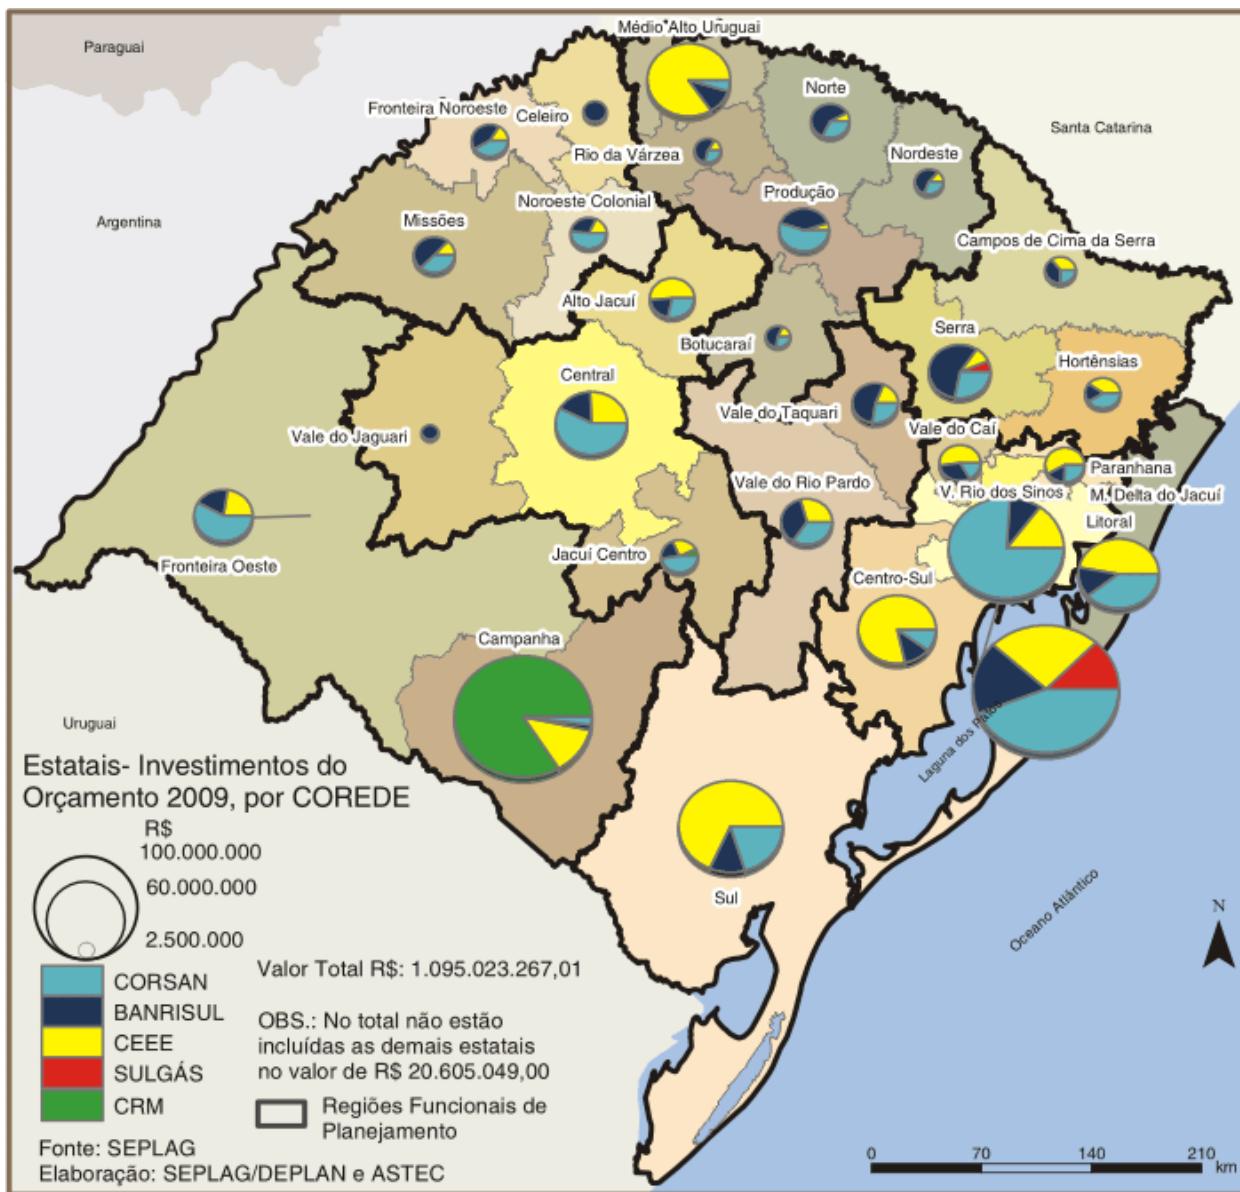 Paraguai
Médio Alto Uruguai
Fronteira Noroeste
Celeiro
Norte
Santa Catarina
Rio da Várzea
Nordeste
Argentina
Missões
Noroeste Colonial
Produção
Campos de Cima da Serra
Alto Jacuí
Botucaraí
Serra
Hortênsias
Central
Vale do Jaguari
Vale do Taquari
Vale do Caí
Paranhana
Vale do Rio Pardo
V. Rio dos Sinos
M. Delta do Jacuí
Litoral
Fronteira Oeste
Jacuí Centro
Centro-Sul
Campanha
Uruguai
Laguna dos Patos
Sul
Oceano Atlântico
N
Estatais- Investimentos do
Orçamento 2009, por COREDE
R$
100.000.000
60.000.000
2.500.000
CORSAN
BANRISUL
CEEE
SULGÁS
CRM
Valor Total R$: 1.095.023.267,01
OBS.: No total não estão
incluídas as demais estatais
no valor de R$ 20.605.049,00
Regiões Funcionais de
Planejamento
Fonte: SEPLAG
Elaboração: SEPLAG/DEPLAN e ASTEC
0 70 140 210
km